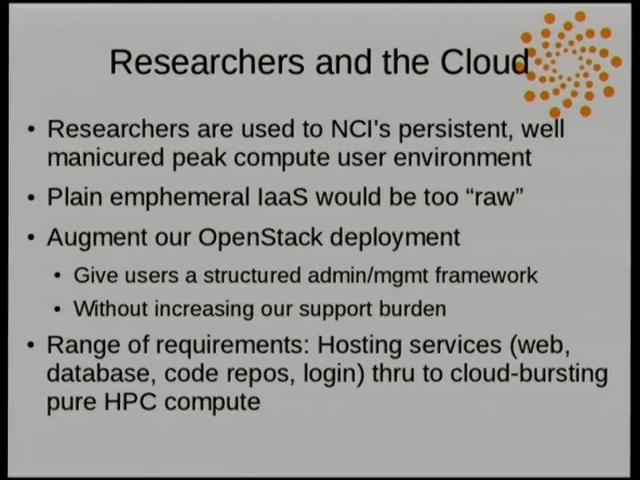 Researchers and the Cloud
• Researchers are used to NCI's persistent, well
manicured peak compute user environment
• Plain emphemeral IaaS would be too “raw”
• Augment our OpenStack deployment
• Give users a structured admin/mgmt framework
• Without increasing our support burden
• Range of requirements: Hosting services (web,
database, code repos, login) thru to cloud-bursting
pure HPC compute